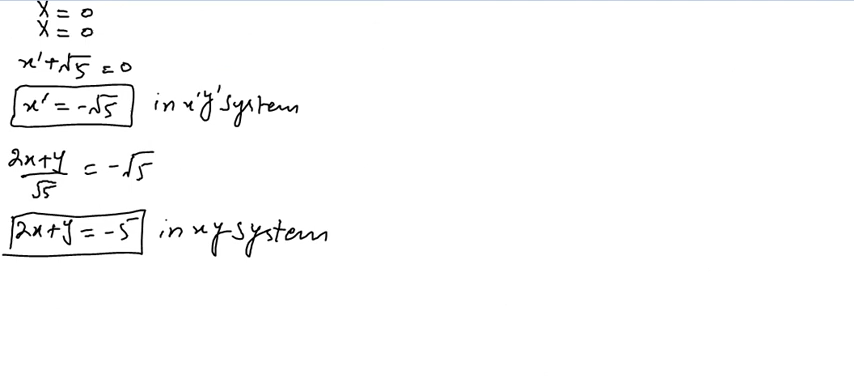 X = 0
X = 0
x' + √5 = 0
x' = -√5 in x'y' system
(2x+y)/√5 = -√5
2x+y = -5 in xy system